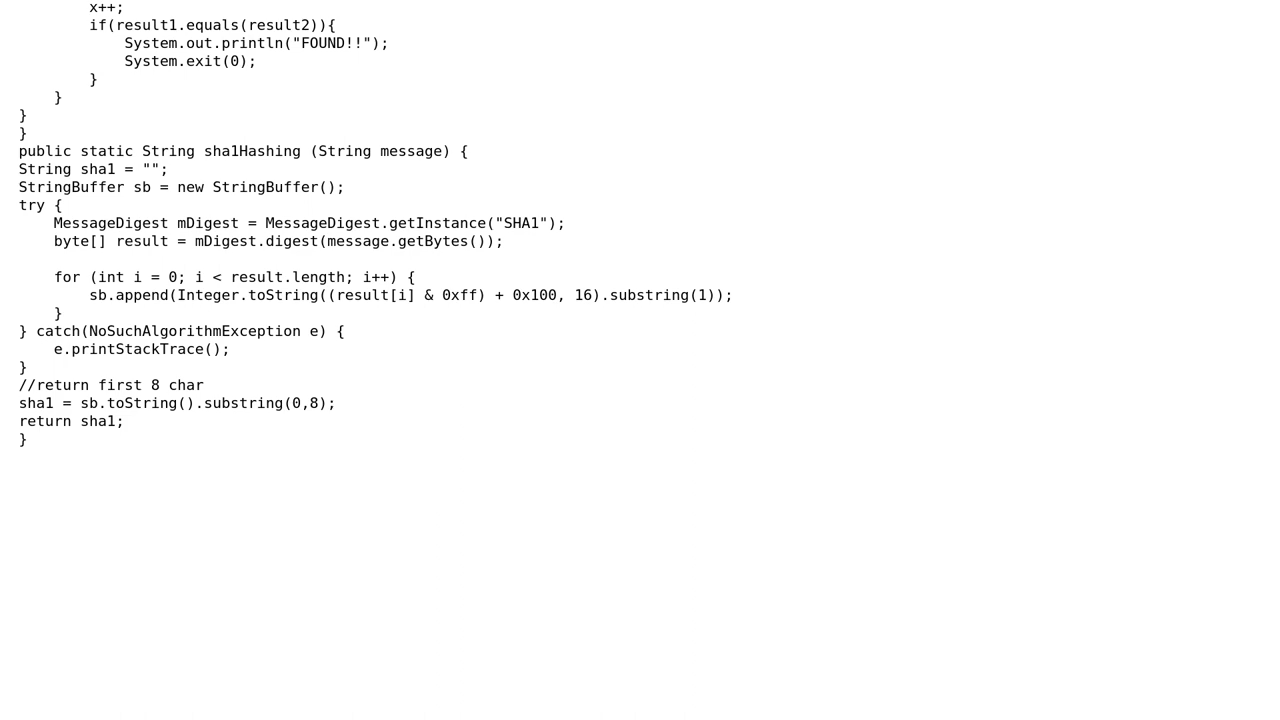 x++;
        if(result1.equals(result2)){
            System.out.println("FOUND!!");
            System.exit(0);
        }
    }
}
}
public static String sha1Hashing (String message) {
String sha1 = "";
StringBuffer sb = new StringBuffer();
try {
    MessageDigest mDigest = MessageDigest.getInstance("SHA1");
    byte[] result = mDigest.digest(message.getBytes());

    for (int i = 0; i < result.length; i++) {
        sb.append(Integer.toString((result[i] & 0xff) + 0x100, 16).substring(1));
    }
} catch(NoSuchAlgorithmException e) {
    e.printStackTrace();
}
//return first 8 char
sha1 = sb.toString().substring(0,8);
return sha1;
}